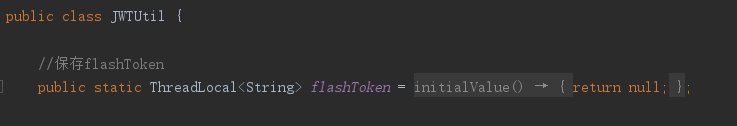 public class JWTUtil {
//保存flashToken
public static ThreadLocal<String> flashToken = initialValue() → { return null; };